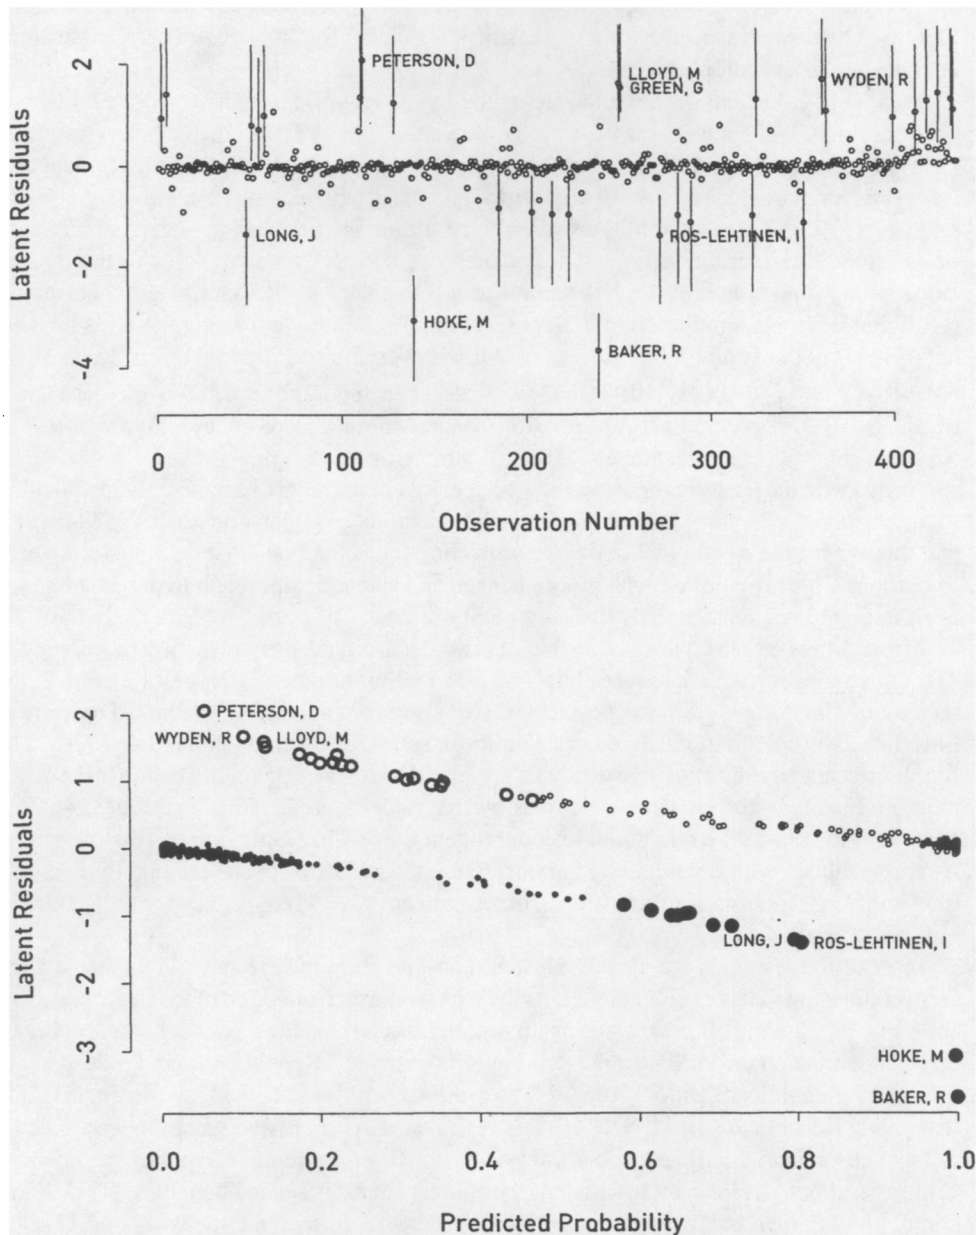 Latent Residuals
2
0
-2
-4
PETERSON, D
LLOYD, M
GREEN, G
WYDEN, R
LONG, J
ROS-LEHTINEN, I
HOKE, M
BAKER, R
0
100
200
300
400
Observation Number
Latent Residuals
2
1
0
-1
-2
-3
PETERSON, D
WYDEN, R
LLOYD, M
LONG, J
ROS-LEHTINEN, I
HOKE, M
BAKER, R
0.0
0.2
0.4
0.6
0.8
1.0
Predicted Probability